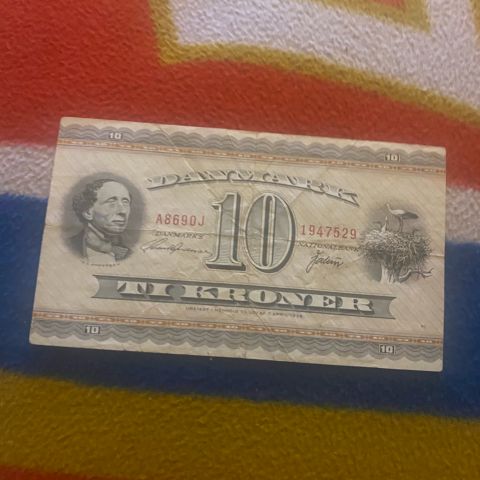 10
10
DANMARK
A8690J
10
1947529
DANMARKS
NATIONALBANK
TI KRONER
10
10